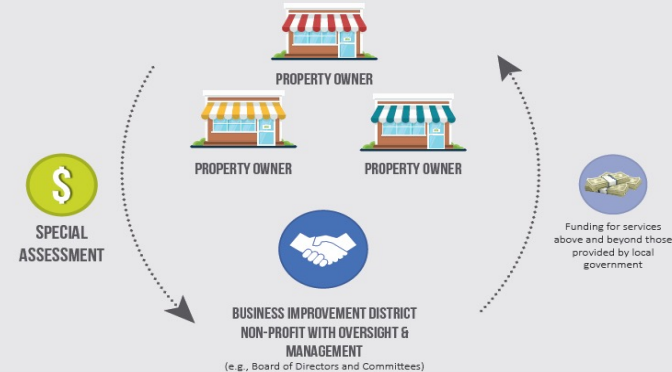 PROPERTY OWNER
PROPERTY OWNER
PROPERTY OWNER
$
SPECIAL
ASSESSMENT
Funding for services
above and beyond those
provided by local
government
BUSINESS IMPROVEMENT DISTRICT
NON-PROFIT WITH OVERSIGHT &
MANAGEMENT
(e.g., Board of Directors and Committees)